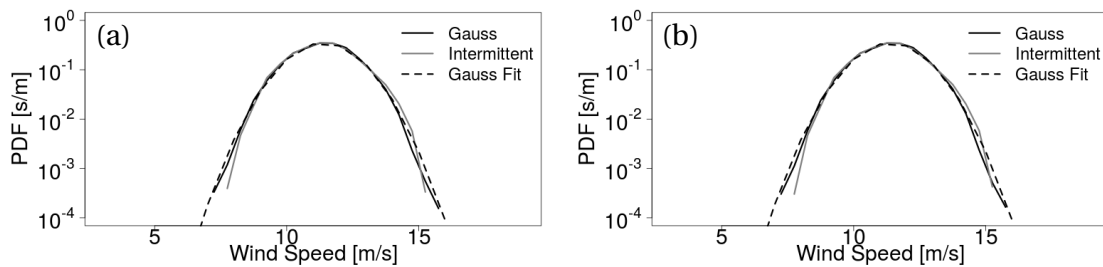 (a)
PDF [s/m]
10^0
10^-1
10^-2
10^-3
10^-4
Gauss
Intermittent
Gauss Fit
5 10 15
Wind Speed [m/s]
(b)
PDF [s/m]
10^0
10^-1
10^-2
10^-3
10^-4
Gauss
Intermittent
Gauss Fit
5 10 15
Wind Speed [m/s]